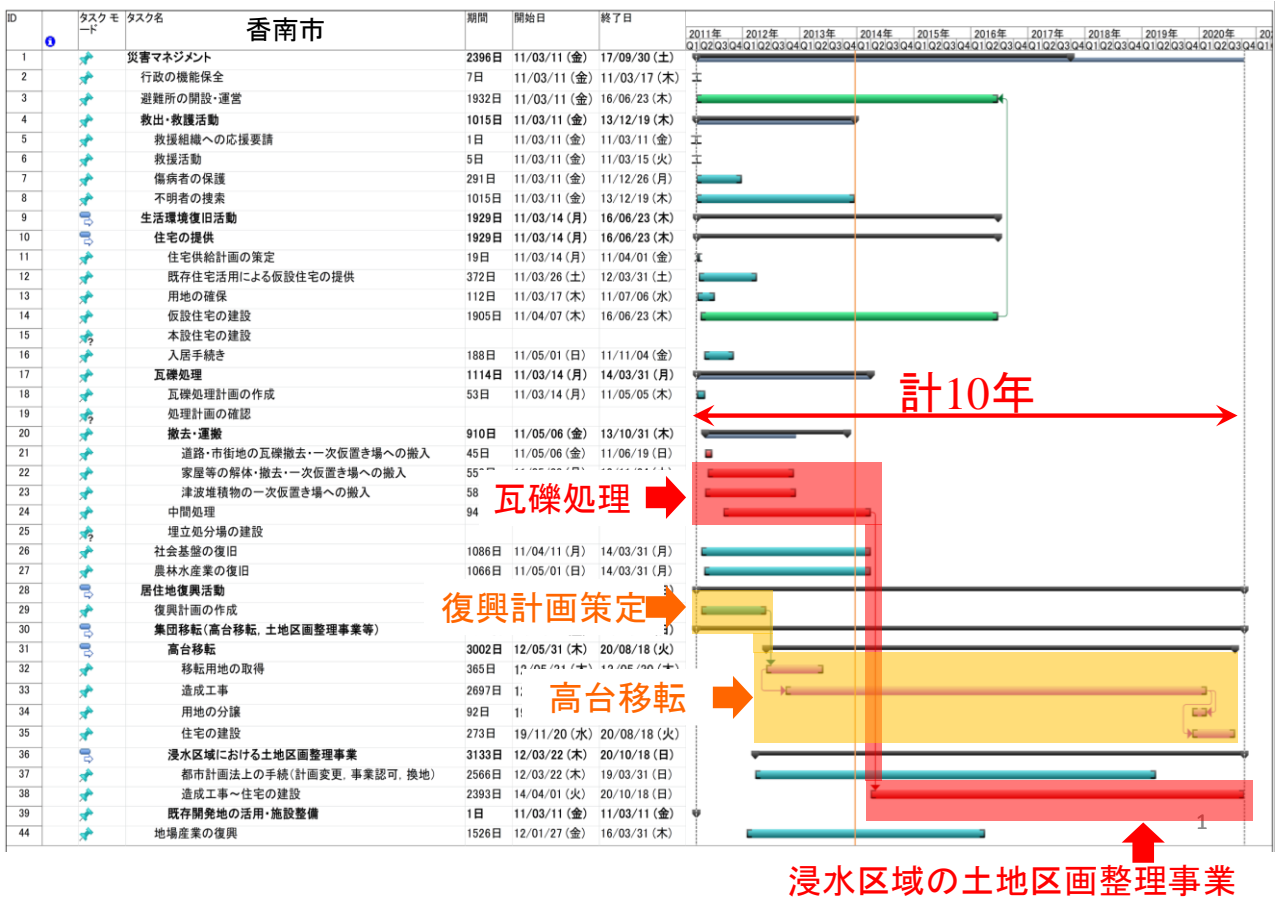 ID タスク モード タスク名 香南市 期間 開始日 終了日
2011年 2012年 2013年 2014年 2015年 2016年 2017年 2018年 2019年 2020年
Q1Q2Q3Q4Q1Q2Q3Q4Q1Q2Q3Q4Q1Q2Q3Q4Q1Q2Q3Q4Q1Q2Q3Q4Q1Q2Q3Q4Q1Q2Q3Q4Q1Q2Q3Q4Q1Q2Q3Q4Q1
1 災害マネジメント 2396日 11/03/11 (金) 17/09/30 (土)
2 行政の機能保全 7日 11/03/11 (金) 11/03/17 (木)
3 避難所の開設・運営 1932日 11/03/11 (金) 16/06/23 (木)
4 救出・救護活動 1015日 11/03/11 (金) 13/12/19 (木)
5 救援組織への応援要請 1日 11/03/11 (金) 11/03/11 (金)
6 救援活動 5日 11/03/11 (金) 11/03/15 (火)
7 傷病者の保護 291日 11/03/11 (金) 11/12/26 (月)
8 不明者の捜索 1015日 11/03/11 (金) 13/12/19 (木)
9 生活環境復旧活動 1929日 11/03/14 (月) 16/06/23 (木)
10 住宅の提供 1929日 11/03/14 (月) 16/06/23 (木)
11 住宅供給計画の策定 19日 11/03/14 (月) 11/04/01 (金)
12 既存住宅活用による仮設住宅の提供 372日 11/03/26 (土) 12/03/31 (土)
13 用地の確保 112日 11/03/17 (木) 11/07/06 (水)
14 仮設住宅の建設 1905日 11/04/07 (木) 16/06/23 (木)
15 本設住宅の建設
16 入居手続き 188日 11/05/01 (日) 11/11/04 (金)
17 瓦礫処理 1114日 11/03/14 (月) 14/03/31 (月)
18 瓦礫処理計画の作成 53日 11/03/14 (月) 11/05/05 (木)
計10年
19 処理計画の確認
20 撤去・運搬 910日 11/05/06 (金) 13/10/31 (木)
21 道路・市街地の瓦礫撤去・一次仮置き場への搬入 45日 11/05/06 (金) 11/06/19 (日)
22 家屋等の解体・撤去・一次仮置き場への搬入
23 津波堆積物の一次仮置き場への搬入 58
瓦礫処理
24 中間処理 94
25 埋立処分場の建設
26 社会基盤の復旧 1086日 11/04/11 (月) 14/03/31 (月)
27 農林水産業の復旧 1066日 11/05/01 (日) 14/03/31 (月)
28 居住地復興活動
29 復興計画の作成
復興計画策定
30 集団移転(高台移転, 土地区画整理事業等)
31 高台移転 3002日 12/05/31 (木) 20/08/18 (火)
32 移転用地の取得 365日
33 造成工事 2697日
高台移転
34 用地の分譲 92日
35 住宅の建設 273日 19/11/20 (水) 20/08/18 (火)
36 浸水区域における土地区画整理事業 3133日 12/03/22 (木) 20/10/18 (日)
37 都市計画法上の手続(計画変更, 事業認可, 換地) 2566日 12/03/22 (木) 19/03/31 (日)
38 造成工事~住宅の建設 2393日 14/04/01 (火) 20/10/18 (日)
39 既存開発地の活用・施設整備 1日 11/03/11 (金) 11/03/11 (金)
1
44 地場産業の復興 1526日 12/01/27 (金) 16/03/31 (木)
浸水区域の土地区画整理事業